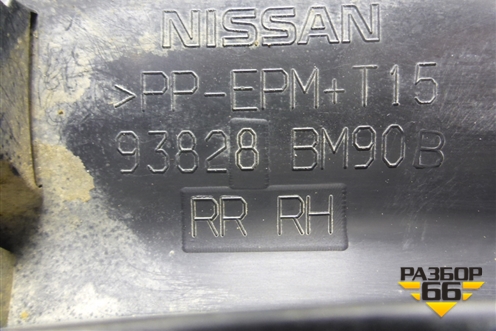 NISSAN
>PP-EPM+T15
93828 BM90B
RR RH
РАЗБОР
66